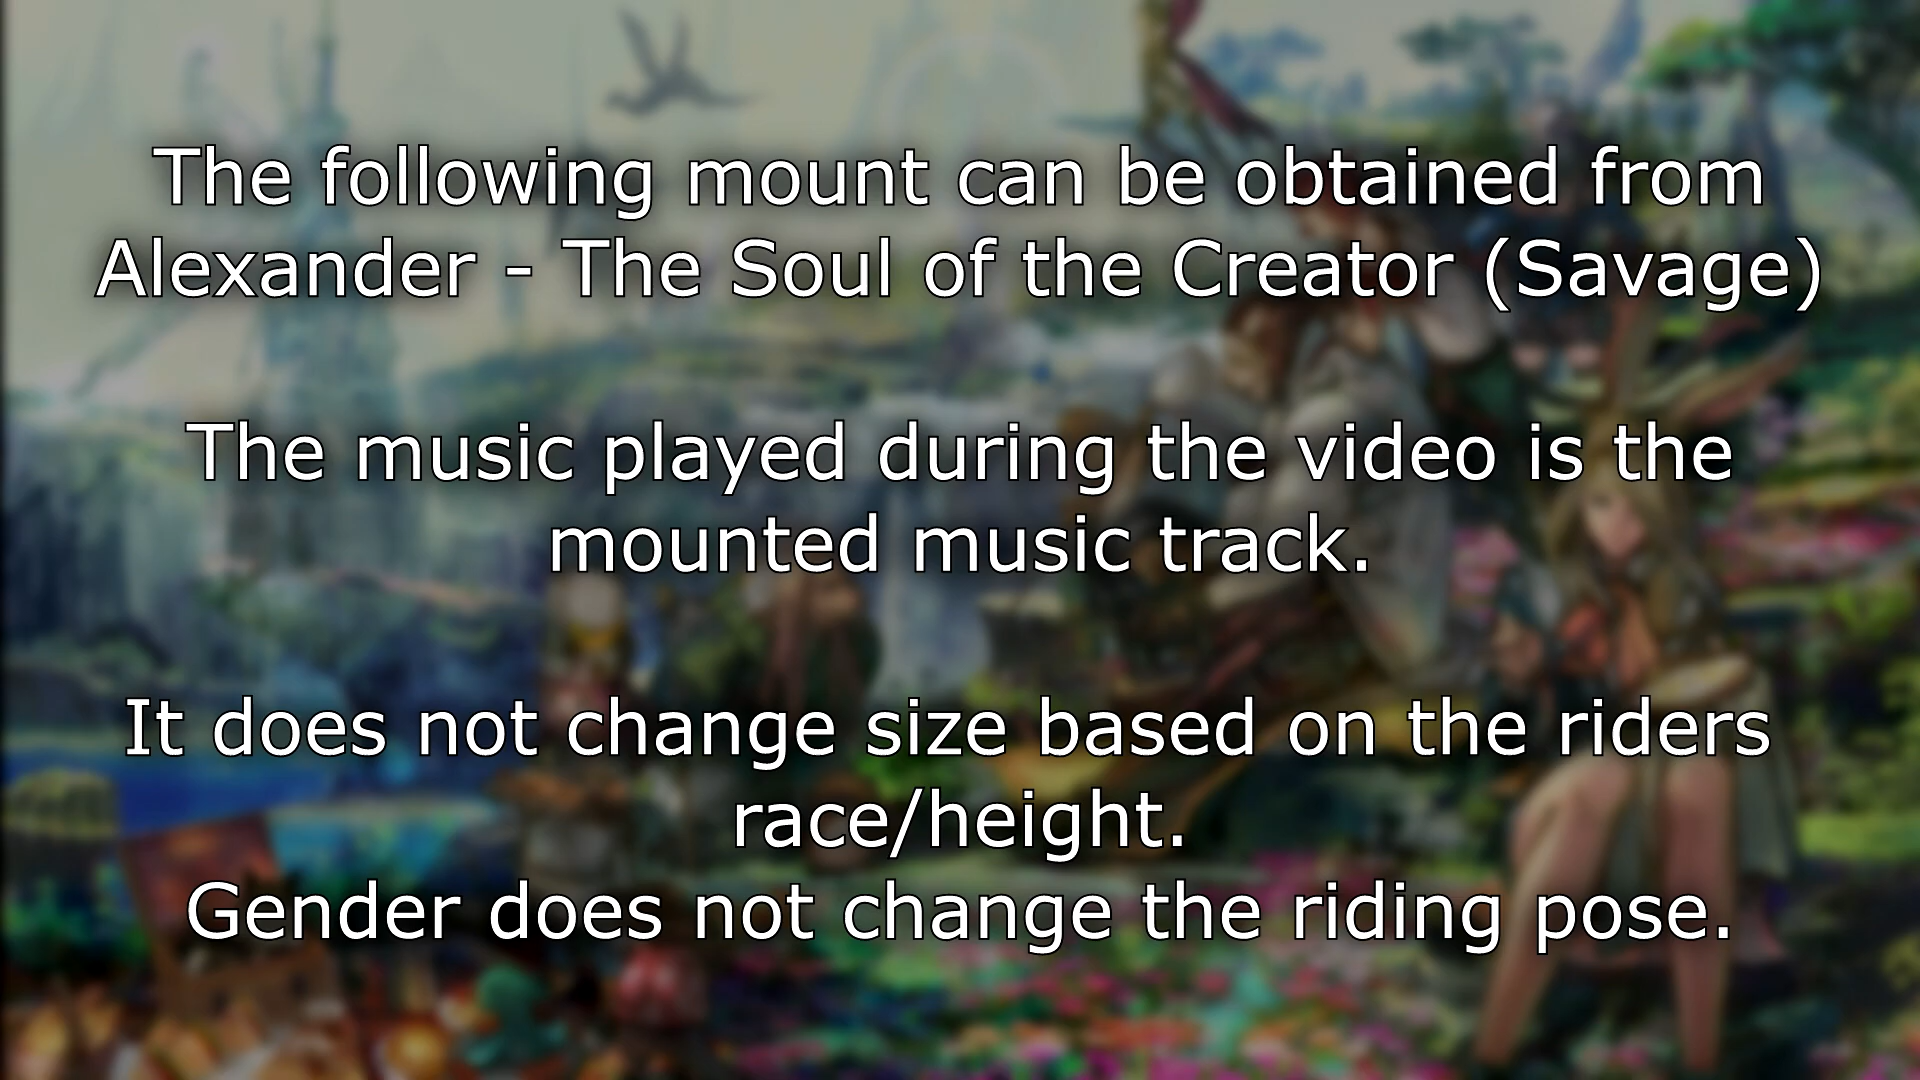 The following mount can be obtained from
Alexander - The Soul of the Creator (Savage)
The music played during the video is the
mounted music track.
It does not change size based on the riders
race/height.
Gender does not change the riding pose.